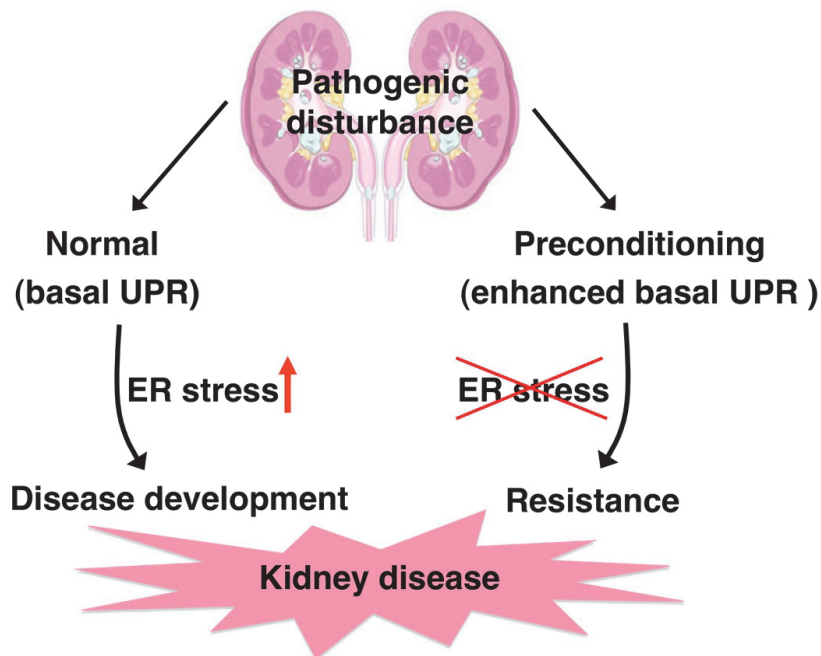 Pathogenic
disturbance
Normal
(basal UPR)
Preconditioning
(enhanced basal UPR )
ER stress
ER stress
Disease development
Resistance
Kidney disease